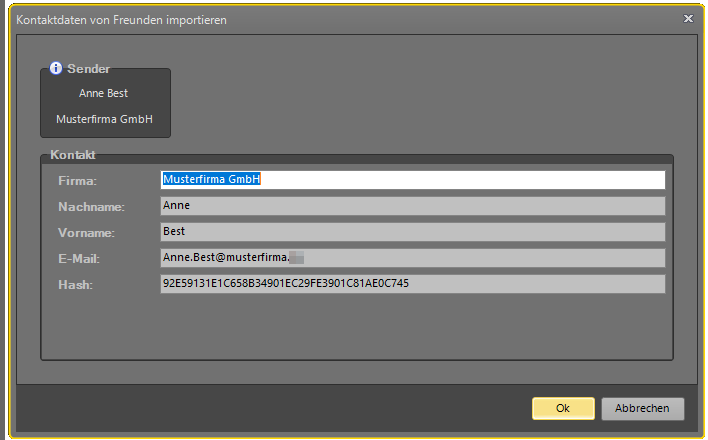 Kontaktdaten von Freunden importieren
Sender
Anne Best
Musterfirma GmbH
Kontakt
Firma: Musterfirma GmbH
Nachname: Anne
Vorname: Best
E-Mail: Anne.Best@musterfirma.
Hash: 92E59131E1C658B34901EC29FE3901C81AE0C745
Ok Abbrechen